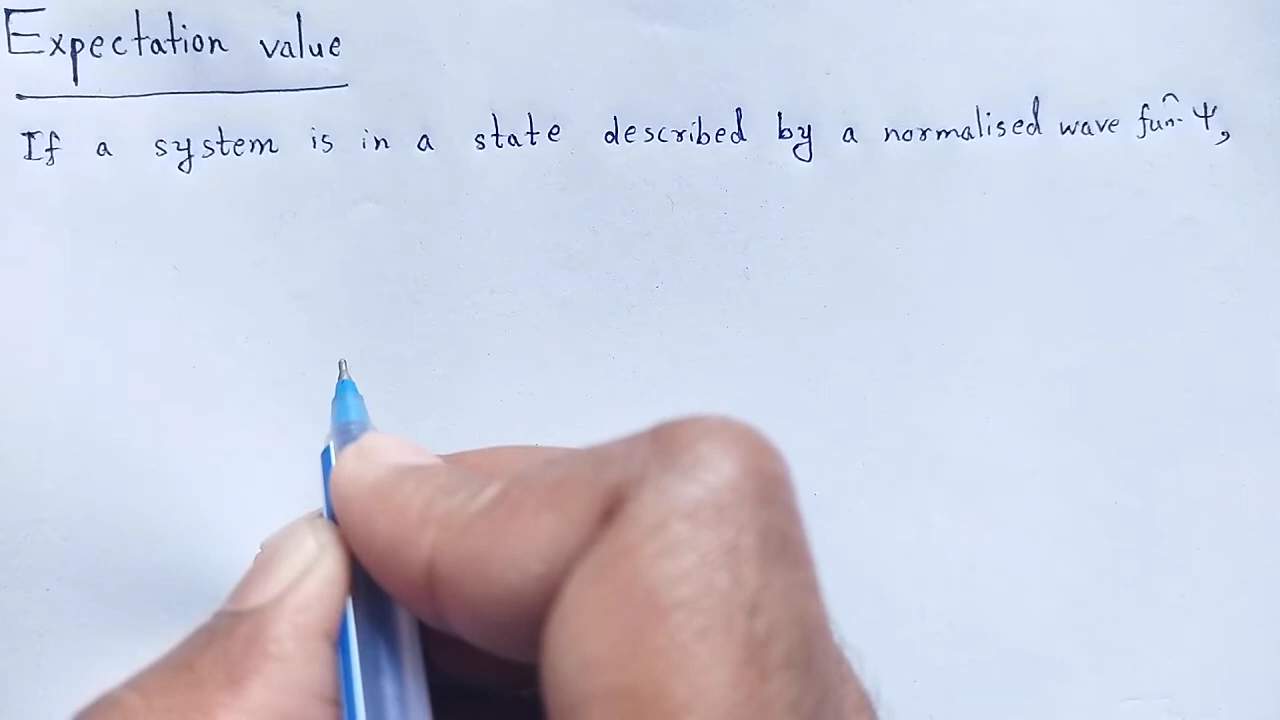 Expectation value
If a system is in a state described by a normalised wave fun^n. Ψ,